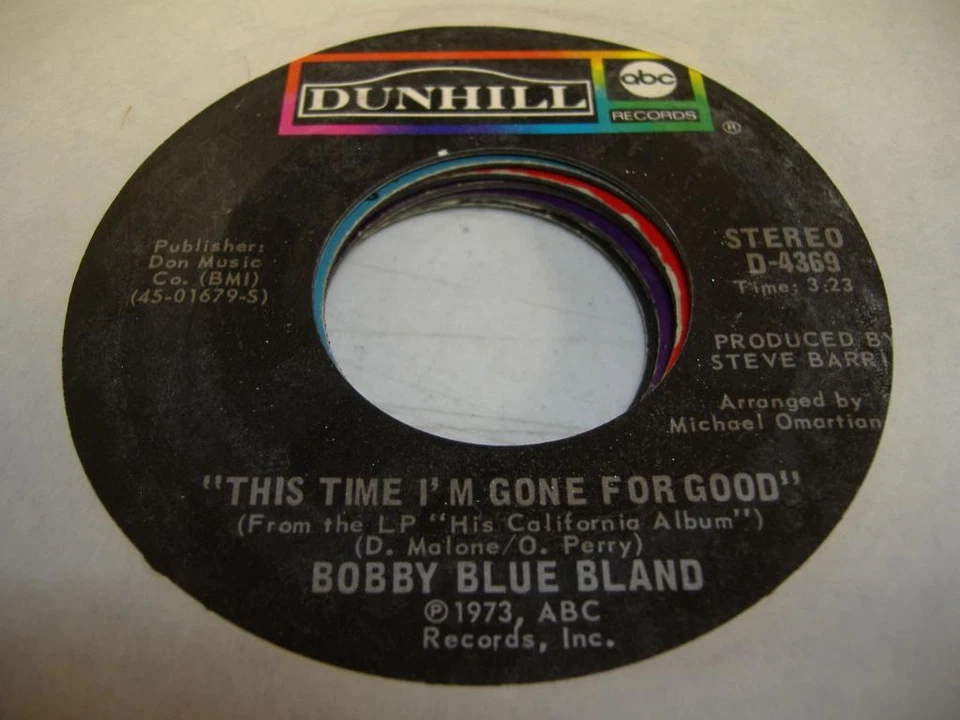 DUNHILL
abc
RECORDS
®
Publisher:
Don Music
Co. (BMI)
(45-01679-S)
STEREO
D-4369
Time: 3:23
PRODUCED BY
STEVE BARRI
Arranged by
Michael Omartian
"THIS TIME I'M GONE FOR GOOD"
(From the LP "His California Album")
(D. Malone/O. Perry)
BOBBY BLUE BLAND
℗ 1973, ABC
Records, Inc.